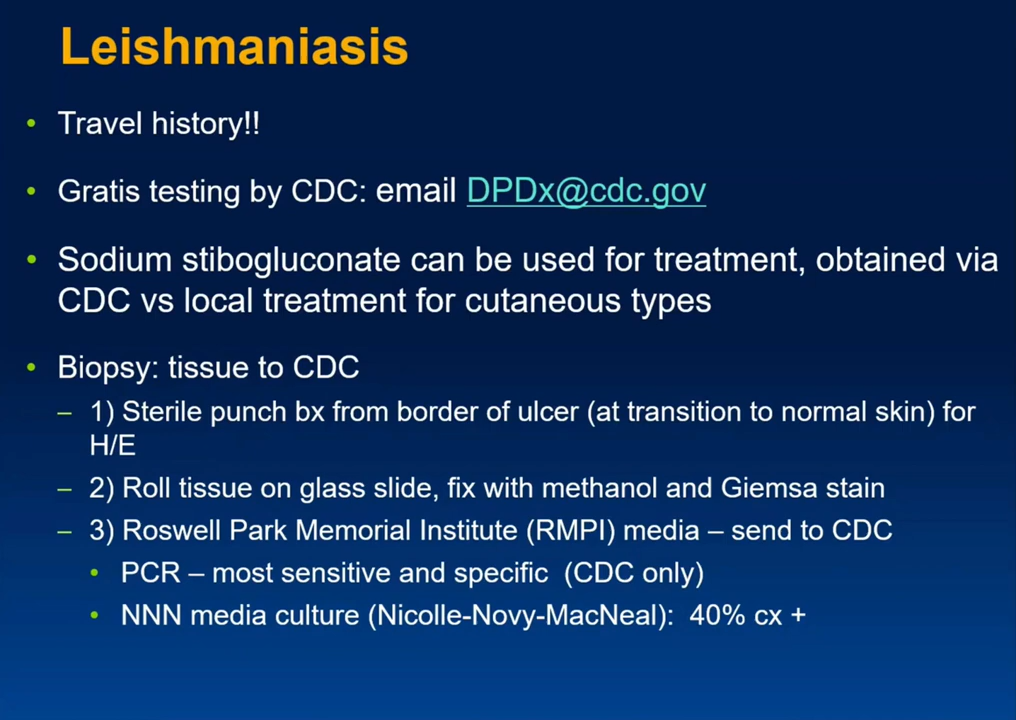 Leishmaniasis
• Travel history!!
• Gratis testing by CDC: email DPDx@cdc.gov
• Sodium stibogluconate can be used for treatment, obtained via
CDC vs local treatment for cutaneous types
• Biopsy: tissue to CDC
– 1) Sterile punch bx from border of ulcer (at transition to normal skin) for
H/E
– 2) Roll tissue on glass slide, fix with methanol and Giemsa stain
– 3) Roswell Park Memorial Institute (RMPI) media – send to CDC
• PCR – most sensitive and specific (CDC only)
• NNN media culture (Nicolle-Novy-MacNeal): 40% cx +